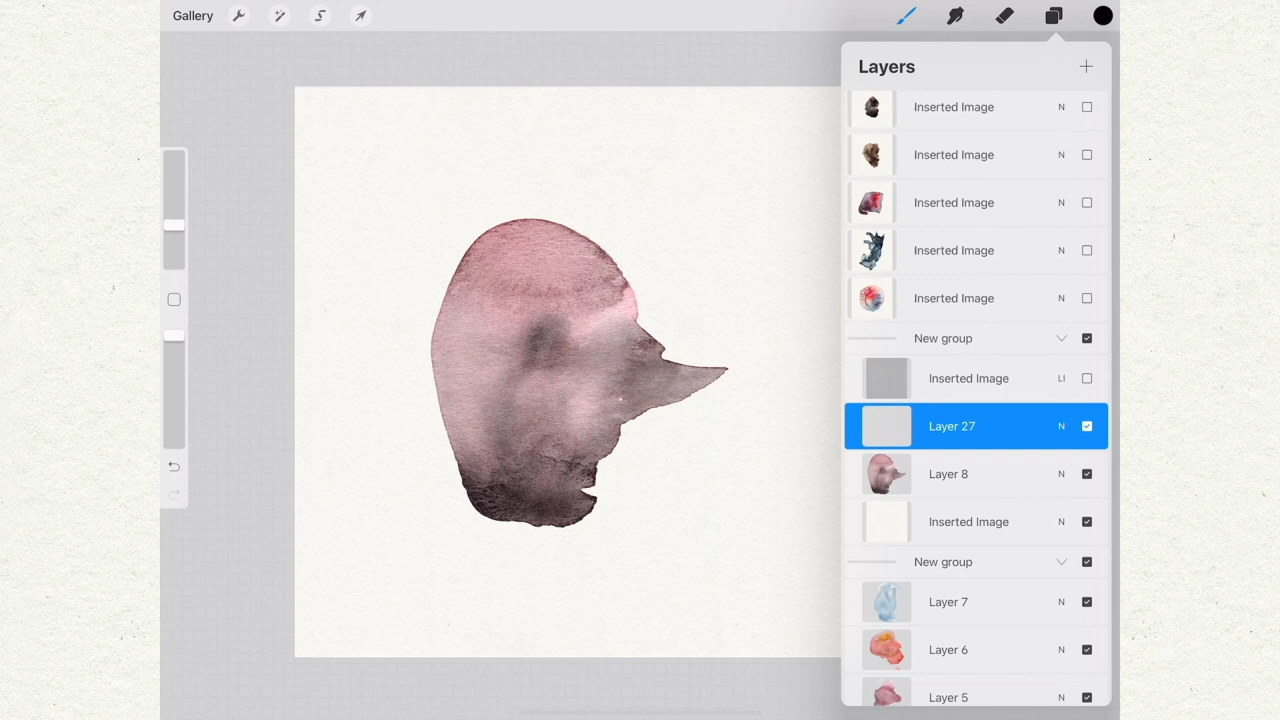 Gallery
Layers
Inserted Image N
Inserted Image N
Inserted Image N
Inserted Image N
Inserted Image N
New group
Inserted Image LI
Layer 27 N
Layer 8 N
Inserted Image N
New group
Layer 7 N
Layer 6 N
Layer 5 N